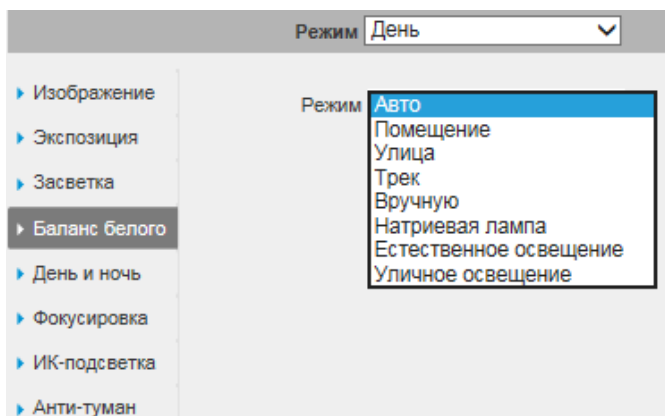 Режим День
Изображение
Экспозиция
Засветка
Баланс белого
День и ночь
Фокусировка
ИК-подсветка
Анти-туман
Режим Авто
Помещение
Улица
Трек
Вручную
Натриевая лампа
Естественное освещение
Уличное освещение